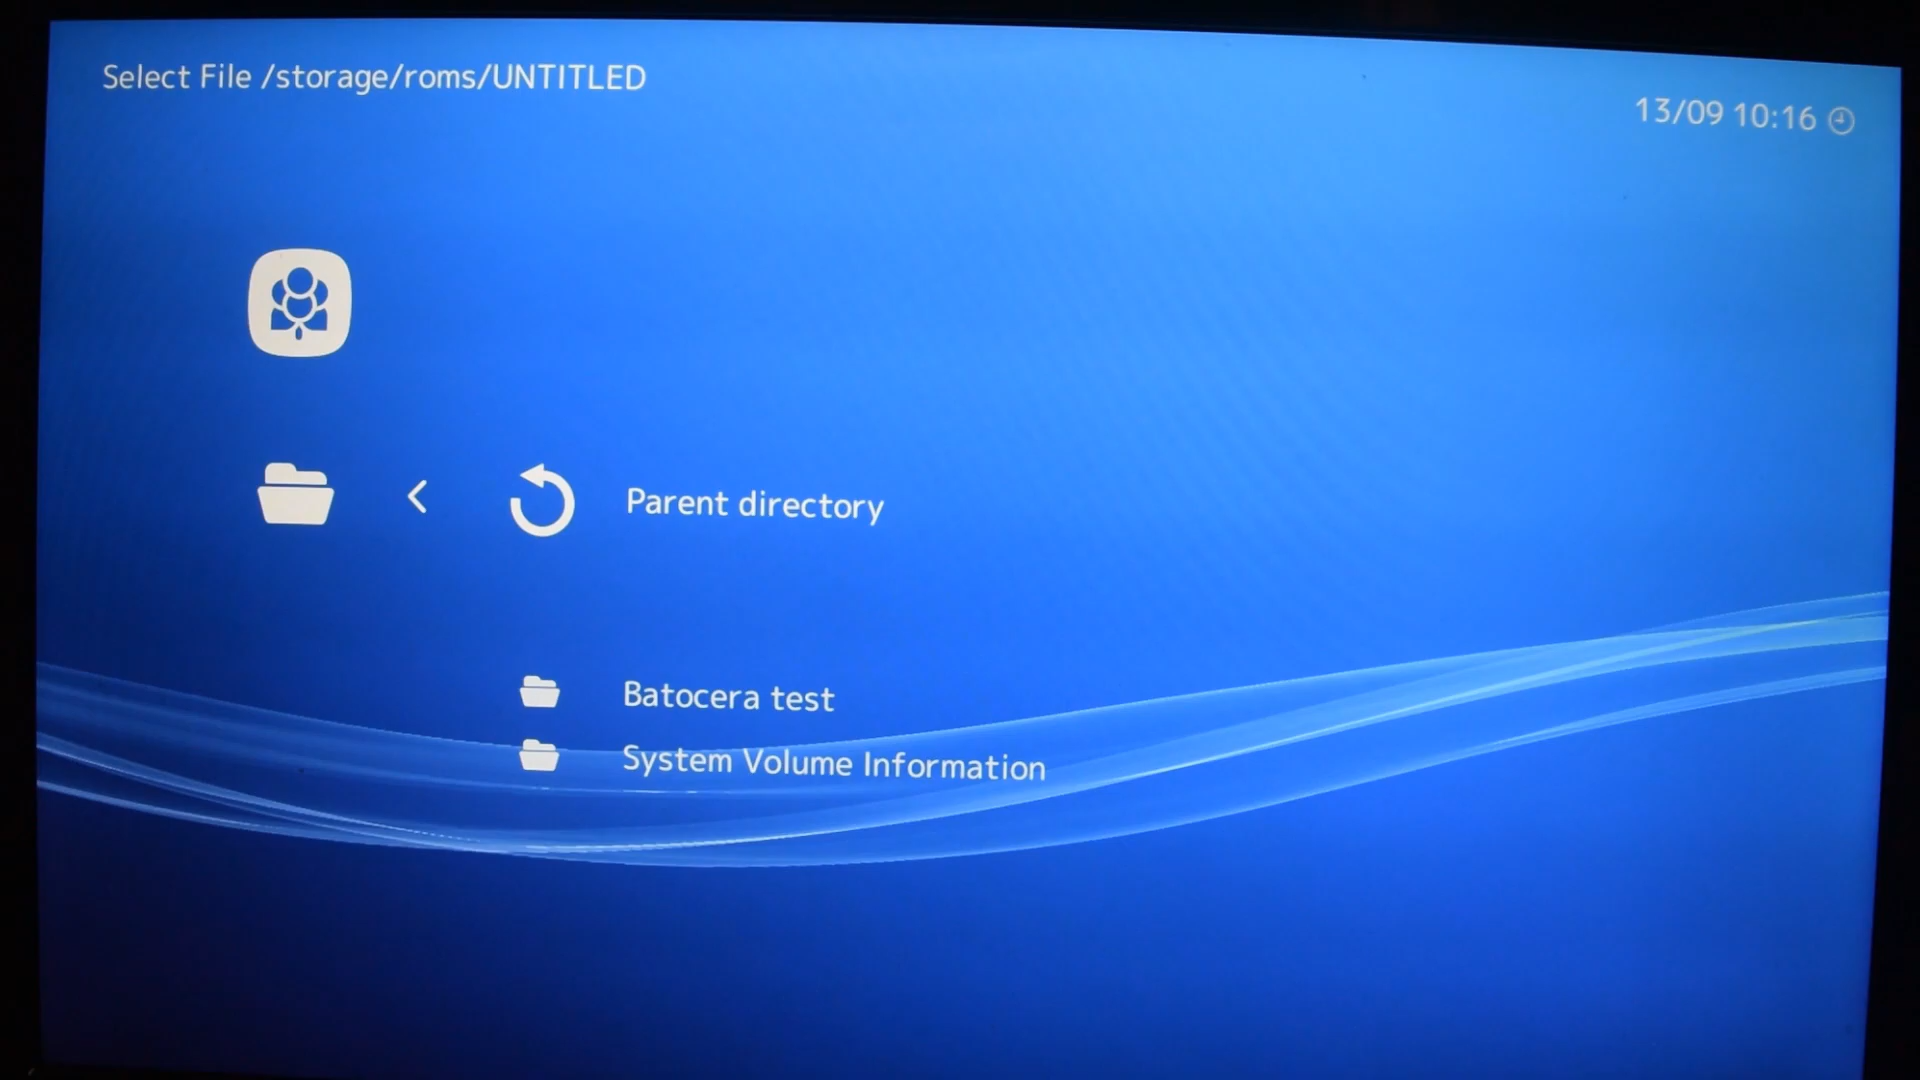 Select File /storage/roms/UNTITLED
13/09 10:16
Parent directory
Batocera test
System Volume Information